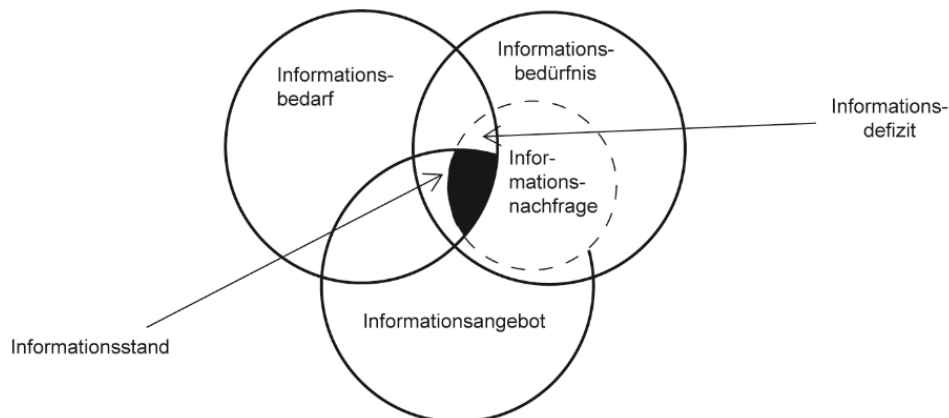 Informations-
bedarf
Informations-
bedürfnis
Informations-
defizit
Infor-
mations-
nachfrage
Informationsangebot
Informationsstand